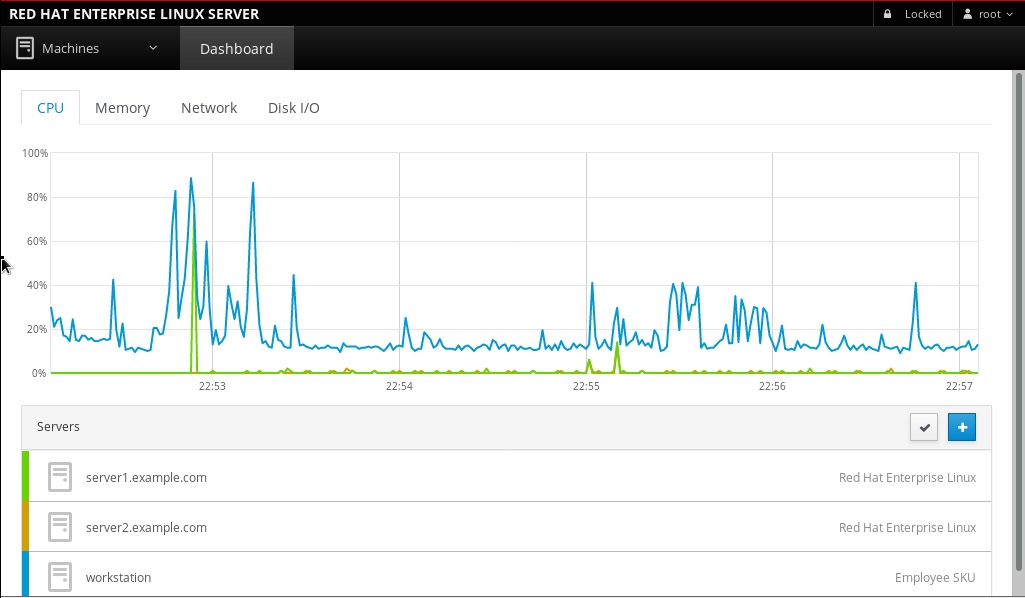 RED HAT ENTERPRISE LINUX SERVER
Locked
root
Machines
Dashboard
CPU
Memory
Network
Disk I/O
100%
80%
60%
40%
20%
0%
22:53
22:54
22:55
22:56
22:57
Servers
server1.example.com
Red Hat Enterprise Linux
server2.example.com
Red Hat Enterprise Linux
workstation
Employee SKU